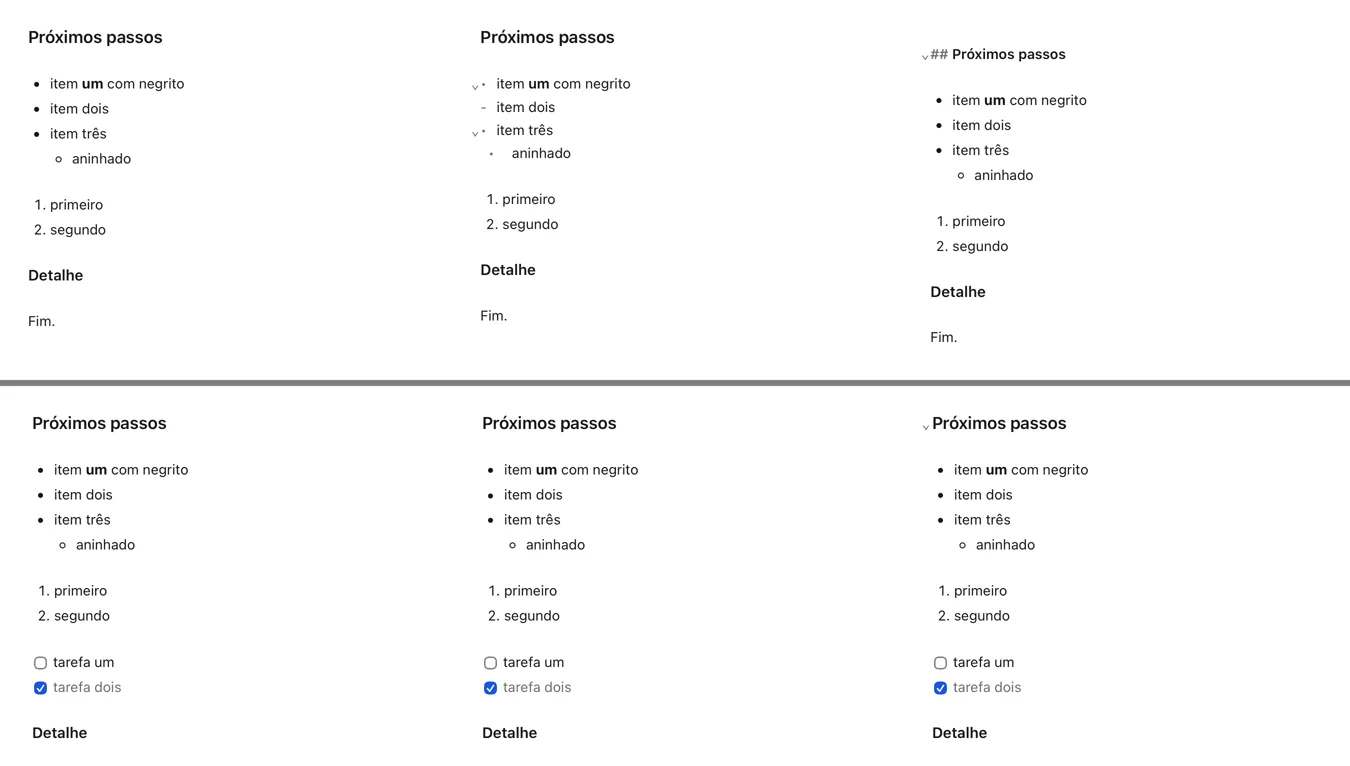 Próximos passos
• item um com negrito
• item dois
• item três
◦ aninhado
1. primeiro
2. segundo
Detalhe
Fim.
Próximos passos
• item um com negrito
- item dois
• item três
• aninhado
1. primeiro
2. segundo
Detalhe
Fim.
## Próximos passos
• item um com negrito
• item dois
• item três
◦ aninhado
1. primeiro
2. segundo
Detalhe
Fim.
Próximos passos
• item um com negrito
• item dois
• item três
◦ aninhado
1. primeiro
2. segundo
tarefa um
tarefa dois
Detalhe
Próximos passos
• item um com negrito
• item dois
• item três
◦ aninhado
1. primeiro
2. segundo
tarefa um
tarefa dois
Detalhe
Próximos passos
• item um com negrito
• item dois
• item três
◦ aninhado
1. primeiro
2. segundo
tarefa um
tarefa dois
Detalhe